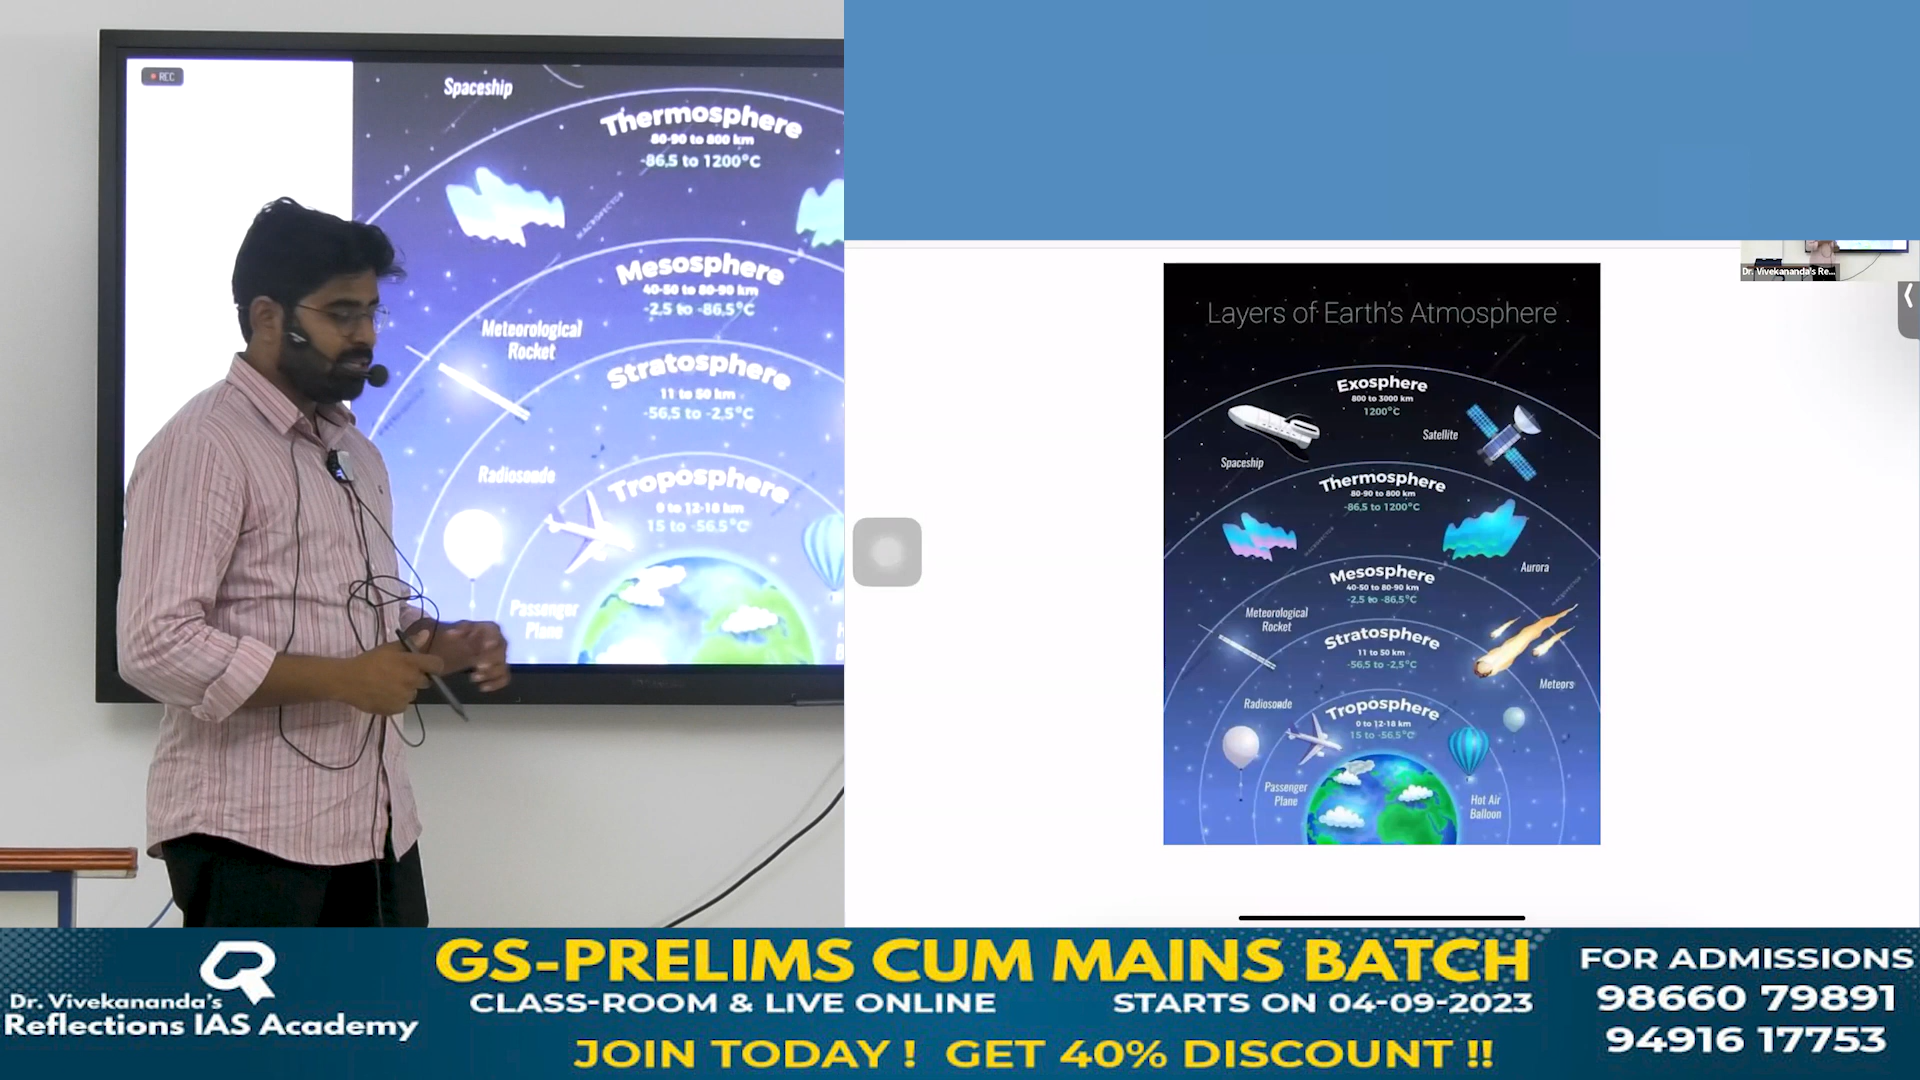 REC
Spaceship
Thermosphere
80-90 to 800 km
-86,5 to 1200°C
MACROVECTOR
Mesosphere
40-50 to 80-90 km
-2,5 to -86,5°C
Meteorological
Rocket
Stratosphere
11 to 50 km
-56,5 to -2,5°C
Radiosonde
Troposphere
0 to 12-18 km
15 to -56,5°C
Passenger
Plane
Dr. Vivekananda's Re...
Layers of Earth's Atmosphere
Exosphere
800 to 3000 km
1200°C
Satellite
Spaceship
Thermosphere
80-90 to 800 km
-86,5 to 1200°C
Aurora
Mesosphere
40-50 to 80-90 km
-2,5 to -86,5°C
Meteorological
Rocket
Stratosphere
11 to 50 km
-56,5 to -2,5°C
Meteors
Radiosonde
Troposphere
0 to 12-18 km
15 to -56,5°C
Passenger
Plane
Hot Air
Balloon
Dr. Vivekananda's
Reflections IAS Academy
GS-PRELIMS CUM MAINS BATCH
CLASS-ROOM & LIVE ONLINE STARTS ON 04-09-2023
JOIN TODAY ! GET 40% DISCOUNT !!
FOR ADMISSIONS
98660 79891
94916 17753